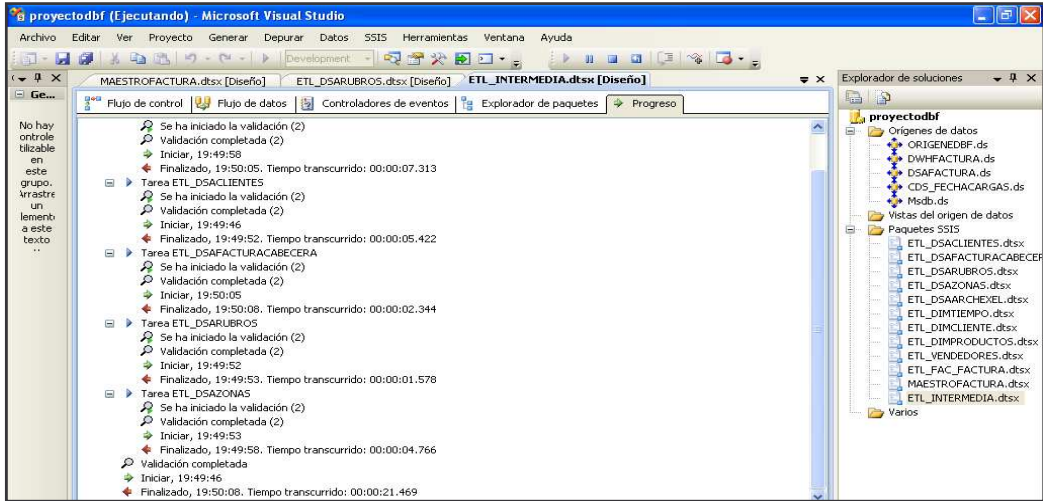 proyectodbf (Ejecutando) - Microsoft Visual Studio
Archivo Editar Ver Proyecto Generar Depurar Datos SSIS Herramientas Ventana Ayuda
Development
MAESTROFACTURA.dtsx [Diseño] ETL_DSARUBROS.dtsx [Diseño] ETL_INTERMEDIA.dtsx [Diseño]
Flujo de control Flujo de datos Controladores de eventos Explorador de paquetes Progreso
Ge...
No hay
ontrole
tilizable
en
este
grupo.
Arrastre
un
lemento
a este
texto
..
Se ha iniciado la validación (2)
Validación completada (2)
Iniciar, 19:49:58
Finalizado, 19:50:05. Tiempo transcurrido: 00:00:07.313
Tarea ETL_DSACLIENTES
Se ha iniciado la validación (2)
Validación completada (2)
Iniciar, 19:49:46
Finalizado, 19:49:52. Tiempo transcurrido: 00:00:05.422
Tarea ETL_DSAFACTURACABECERA
Se ha iniciado la validación (2)
Validación completada (2)
Iniciar, 19:50:05
Finalizado, 19:50:08. Tiempo transcurrido: 00:00:02.344
Tarea ETL_DSARUBROS
Se ha iniciado la validación (2)
Validación completada (2)
Iniciar, 19:49:52
Finalizado, 19:49:53. Tiempo transcurrido: 00:00:01.578
Tarea ETL_DSAZONAS
Se ha iniciado la validación (2)
Validación completada (2)
Iniciar, 19:49:53
Finalizado, 19:49:58. Tiempo transcurrido: 00:00:04.766
Validación completada
Iniciar, 19:49:46
Finalizado, 19:50:08. Tiempo transcurrido: 00:00:21.469
Explorador de soluciones
proyectodbf
Orígenes de datos
ORIGENEDBF.ds
DWHFACTURA.ds
DSAFACTURA.ds
CDS_FECHACARGAS.ds
Msdb.ds
Vistas del origen de datos
Paquetes SSIS
ETL_DSACLIENTES.dtsx
ETL_DSAFACTURACABECER
ETL_DSARUBROS.dtsx
ETL_DSAZONAS.dtsx
ETL_DSAARCHEXEL.dtsx
ETL_DIMTIEMPO.dtsx
ETL_DIMCLIENTE.dtsx
ETL_DIMPRODUCTOS.dtsx
ETL_VENDEDORES.dtsx
ETL_FAC_FACTURA.dtsx
MAESTROFACTURA.dtsx
ETL_INTERMEDIA.dtsx
Varios